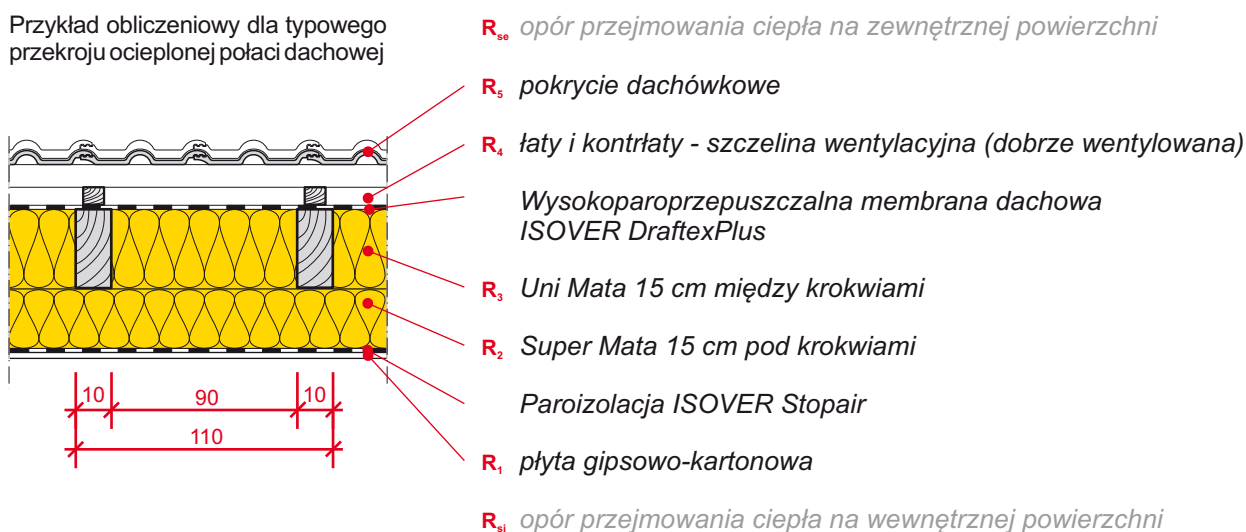 Przykład obliczeniowy dla typowego
przekroju ocieplonej połaci dachowej
Rse opór przejmowania ciepła na zewnętrznej powierzchni
R5 pokrycie dachówkowe
R4 łaty i kontrłaty - szczelina wentylacyjna (dobrze wentylowana)
Wysokoparoprzepuszczalna membrana dachowa
ISOVER DraftexPlus
R3 Uni Mata 15 cm między krokwiami
R2 Super Mata 15 cm pod krokwiami
Paroizolacja ISOVER Stopair
R1 płyta gipsowo-kartonowa
Rsi opór przejmowania ciepła na wewnętrznej powierzchni
10 90 10
110